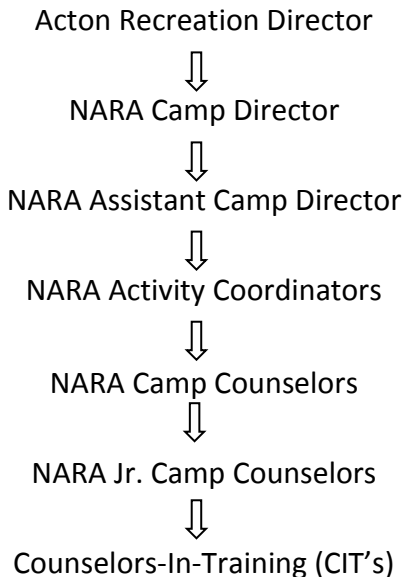 Acton Recreation Director
NARA Camp Director
NARA Assistant Camp Director
NARA Activity Coordinators
NARA Camp Counselors
NARA Jr. Camp Counselors
Counselors-In-Training (CIT’s)